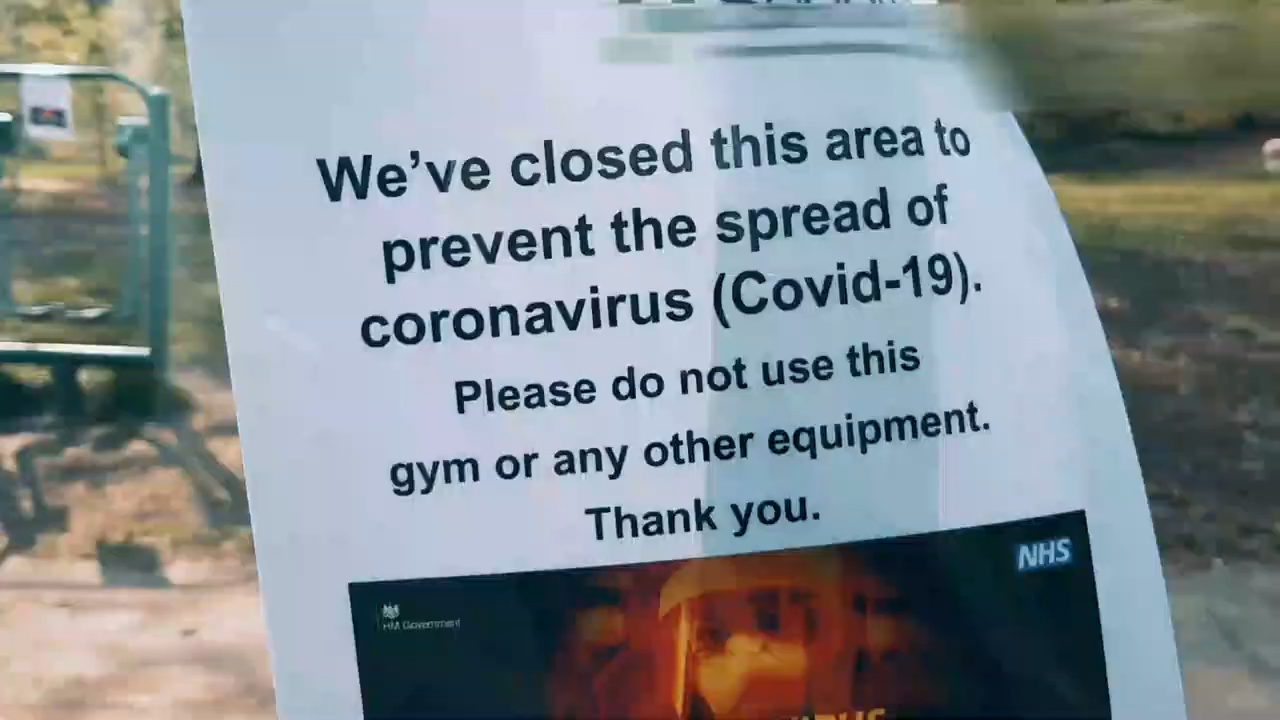 We've closed this area to
prevent the spread of
coronavirus (Covid-19).
Please do not use this
gym or any other equipment.
Thank you.
NHS
HM Government